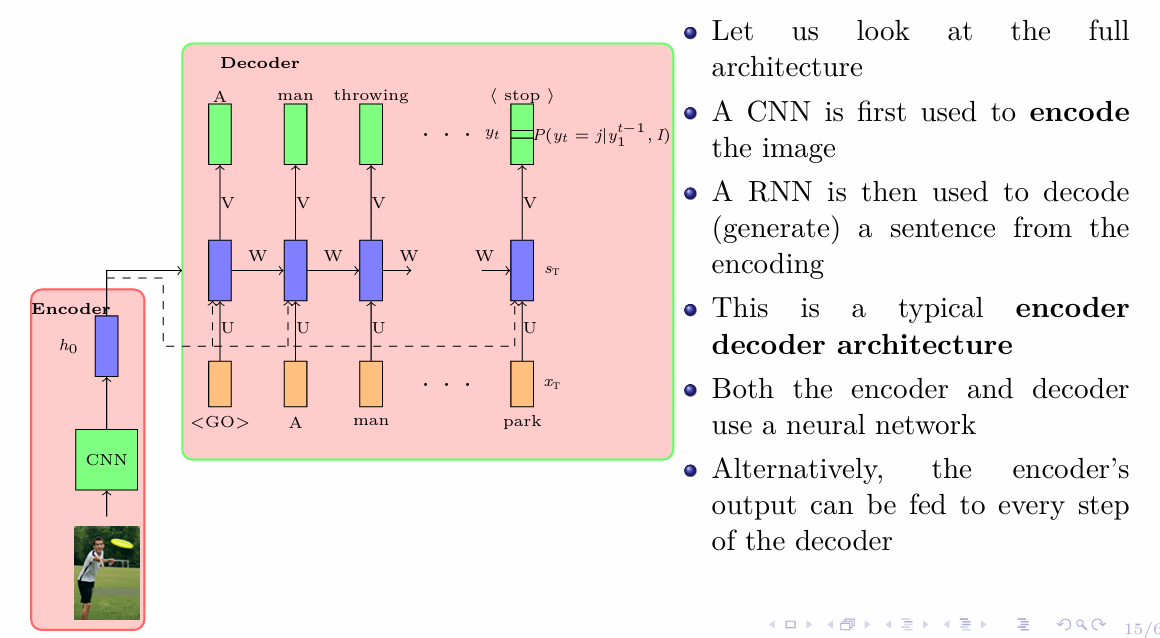 Decoder
A man throwing ⟨ stop ⟩
· · · y_t P(y_t = j|y_1^{t−1}, I)
V V V V
W W W W
s_T
Encoder
U U U U
h_0
· · · x_T
<GO> A man park
CNN
Let us look at the full
architecture
A CNN is first used to encode
the image
A RNN is then used to decode
(generate) a sentence from the
encoding
This is a typical encoder
decoder architecture
Both the encoder and decoder
use a neural network
Alternatively, the encoder's
output can be fed to every step
of the decoder
15/6